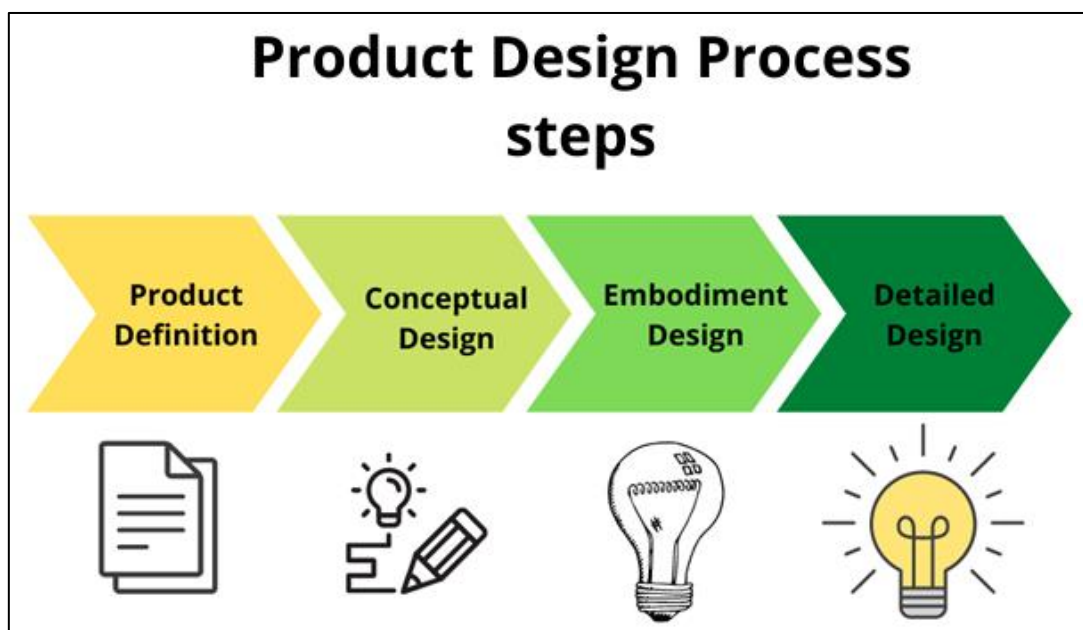 Product Design Process
steps
Product
Definition
Conceptual
Design
Embodiment
Design
Detailed
Design